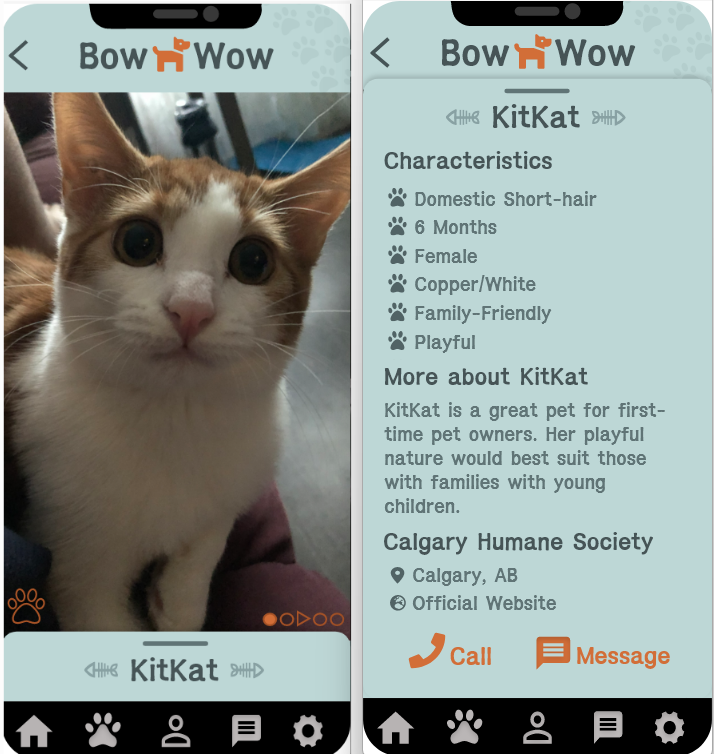 Bow Wow
KitKat
Bow Wow
KitKat
Characteristics
Domestic Short-hair
6 Months
Female
Copper/White
Family-Friendly
Playful
More about KitKat
KitKat is a great pet for first-
time pet owners. Her playful
nature would best suit those
with families with young
children.
Calgary Humane Society
Calgary, AB
Official Website
Call
Message